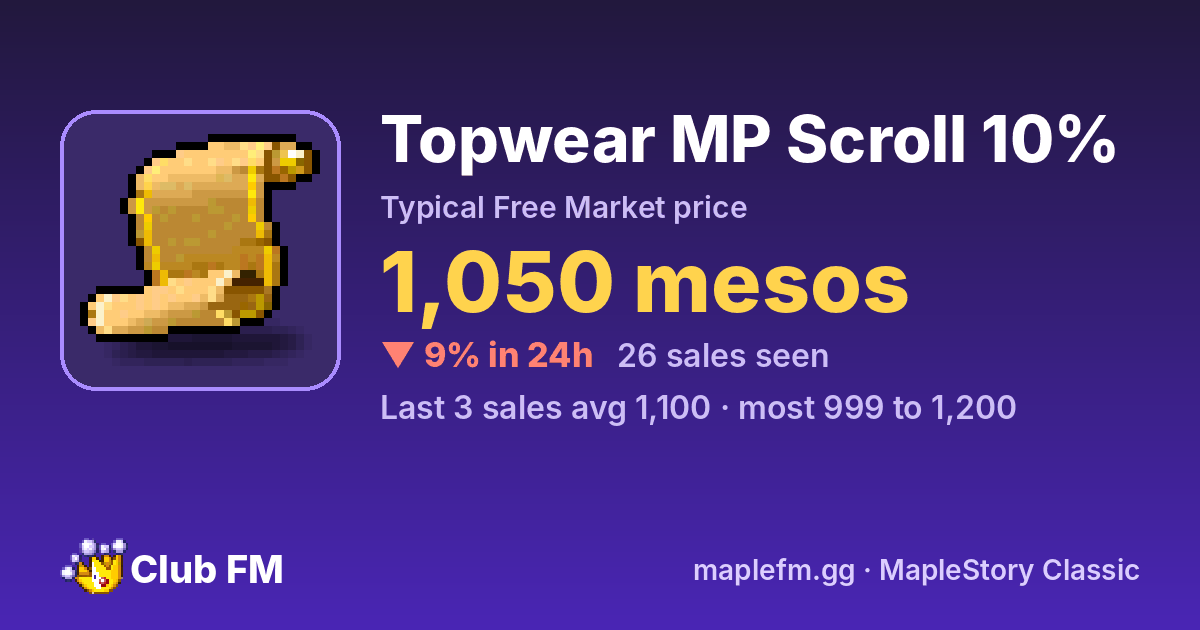 Topwear MP Scroll 10%
Typical Free Market price
1,050 mesos
▼ 9% in 24h 26 sales seen
Last 3 sales avg 1,100 · most 999 to 1,200
Club FM
maplefm.gg · MapleStory Classic